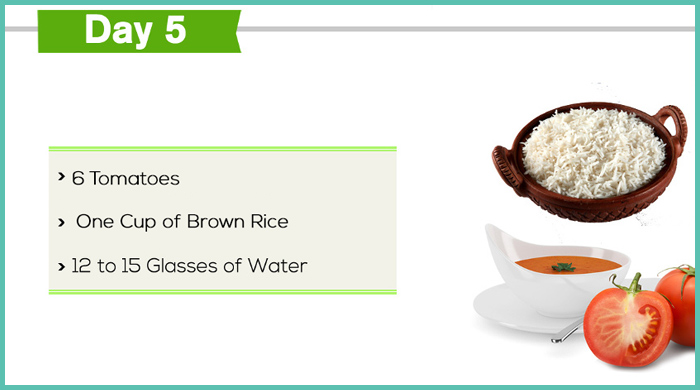 Day 5
› 6 Tomatoes
› One Cup of Brown Rice
› 12 to 15 Glasses of Water